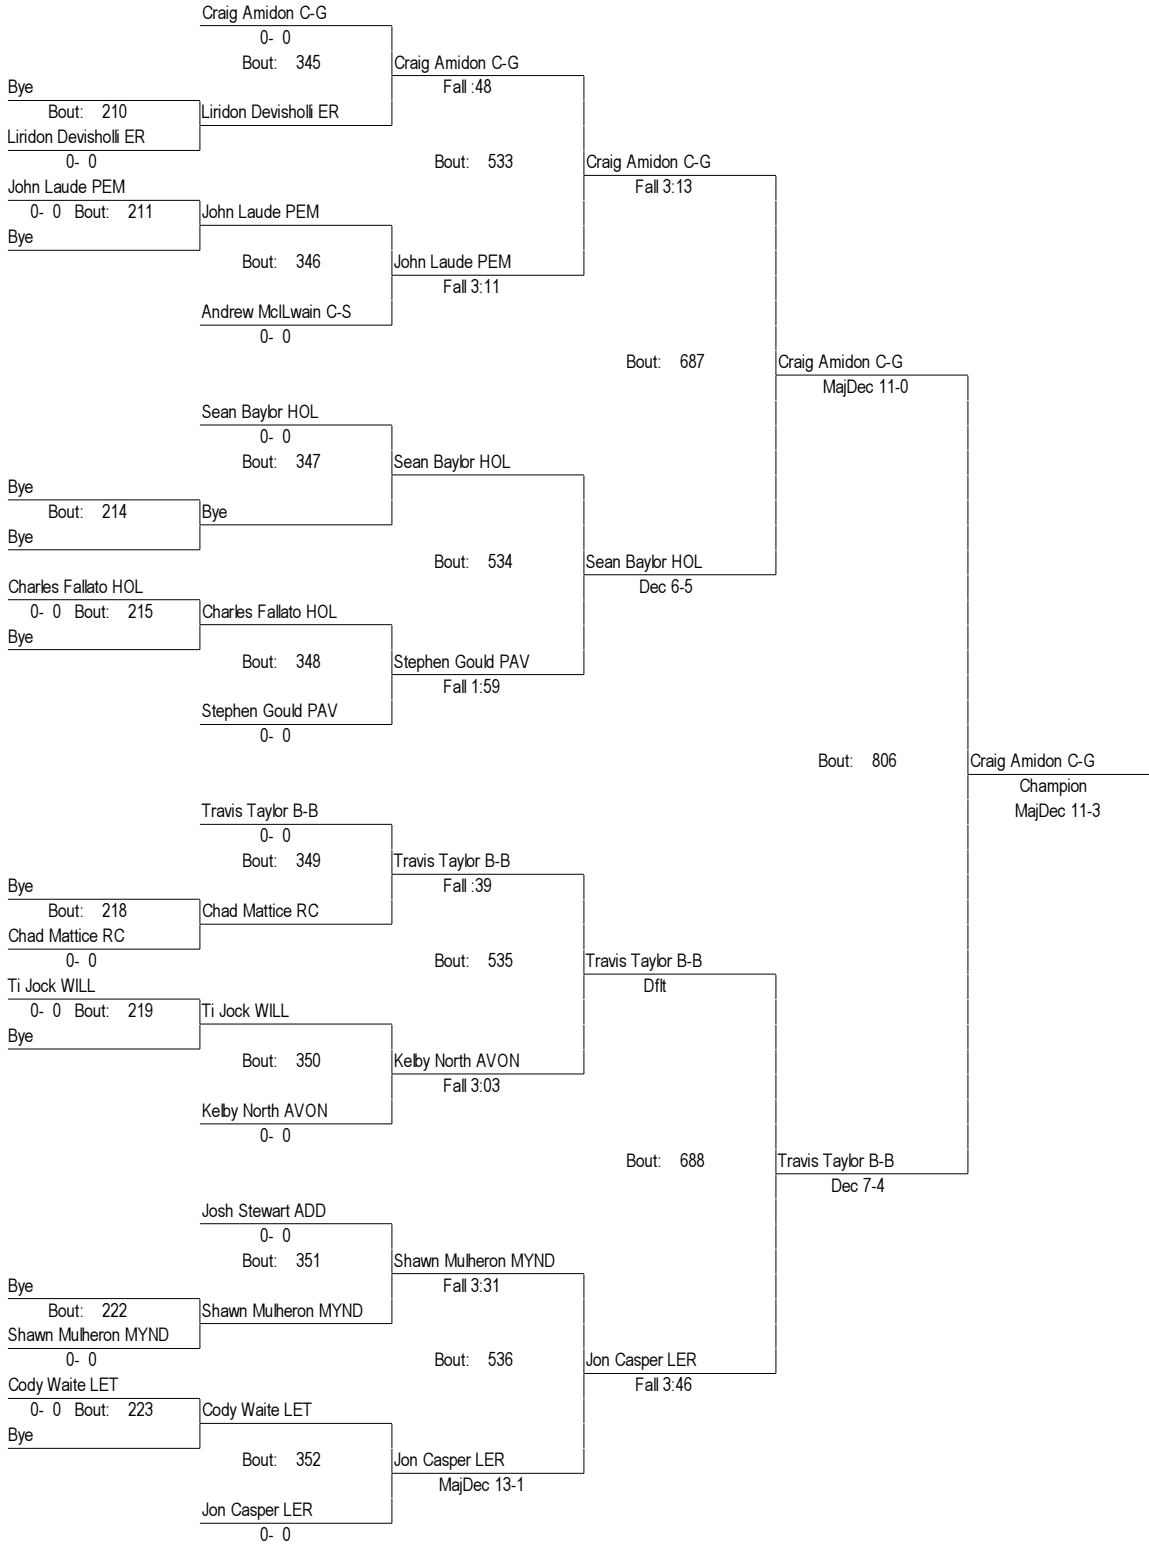 Craig Amidon C-G
0- 0
Bout: 345
Craig Amidon C-G
Fall :48
Bye
Bout: 210
Liridon Devisholli ER
Liridon Devisholli ER
0- 0
Bout: 533
Craig Amidon C-G
Fall 3:13
John Laude PEM
0- 0 Bout: 211
John Laude PEM
Bye
Bout: 346
John Laude PEM
Fall 3:11
Andrew McILwain C-S
0- 0
Bout: 687
Craig Amidon C-G
MajDec 11-0
Sean Baylor HOL
0- 0
Bout: 347
Sean Baylor HOL
Bye
Bout: 214
Bye
Bye
Bout: 534
Sean Baylor HOL
Dec 6-5
Charles Fallato HOL
0- 0 Bout: 215
Charles Fallato HOL
Bye
Bout: 348
Stephen Gould PAV
Fall 1:59
Stephen Gould PAV
0- 0
Bout: 806
Craig Amidon C-G
Champion
MajDec 11-3
Travis Taylor B-B
0- 0
Bout: 349
Travis Taylor B-B
Fall :39
Bye
Bout: 218
Chad Mattice RC
Chad Mattice RC
0- 0
Bout: 535
Travis Taylor B-B
Dflt
Ti Jock WILL
0- 0 Bout: 219
Ti Jock WILL
Bye
Bout: 350
Kelby North AVON
Fall 3:03
Kelby North AVON
0- 0
Bout: 688
Travis Taylor B-B
Dec 7-4
Josh Stewart ADD
0- 0
Bout: 351
Shawn Mulheron MYND
Fall 3:31
Bye
Bout: 222
Shawn Mulheron MYND
Shawn Mulheron MYND
0- 0
Bout: 536
Jon Casper LER
Fall 3:46
Cody Waite LET
0- 0 Bout: 223
Cody Waite LET
Bye
Bout: 352
Jon Casper LER
MajDec 13-1
Jon Casper LER
0- 0